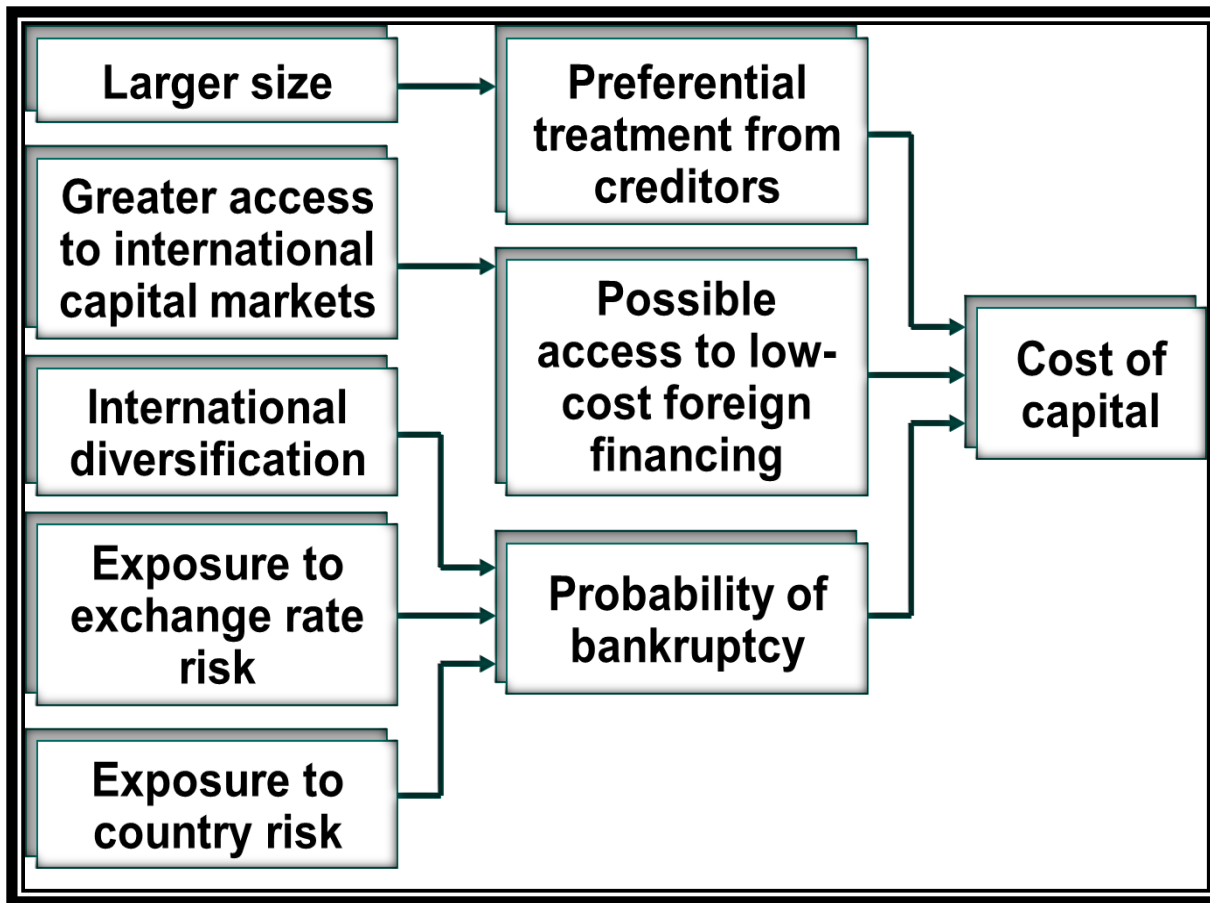 Larger size
Preferential
treatment from
creditors
Greater access
to international
capital markets
Possible
access to low-
cost foreign
financing
Cost of
capital
International
diversification
Exposure to
exchange rate
risk
Probability of
bankruptcy
Exposure to
country risk